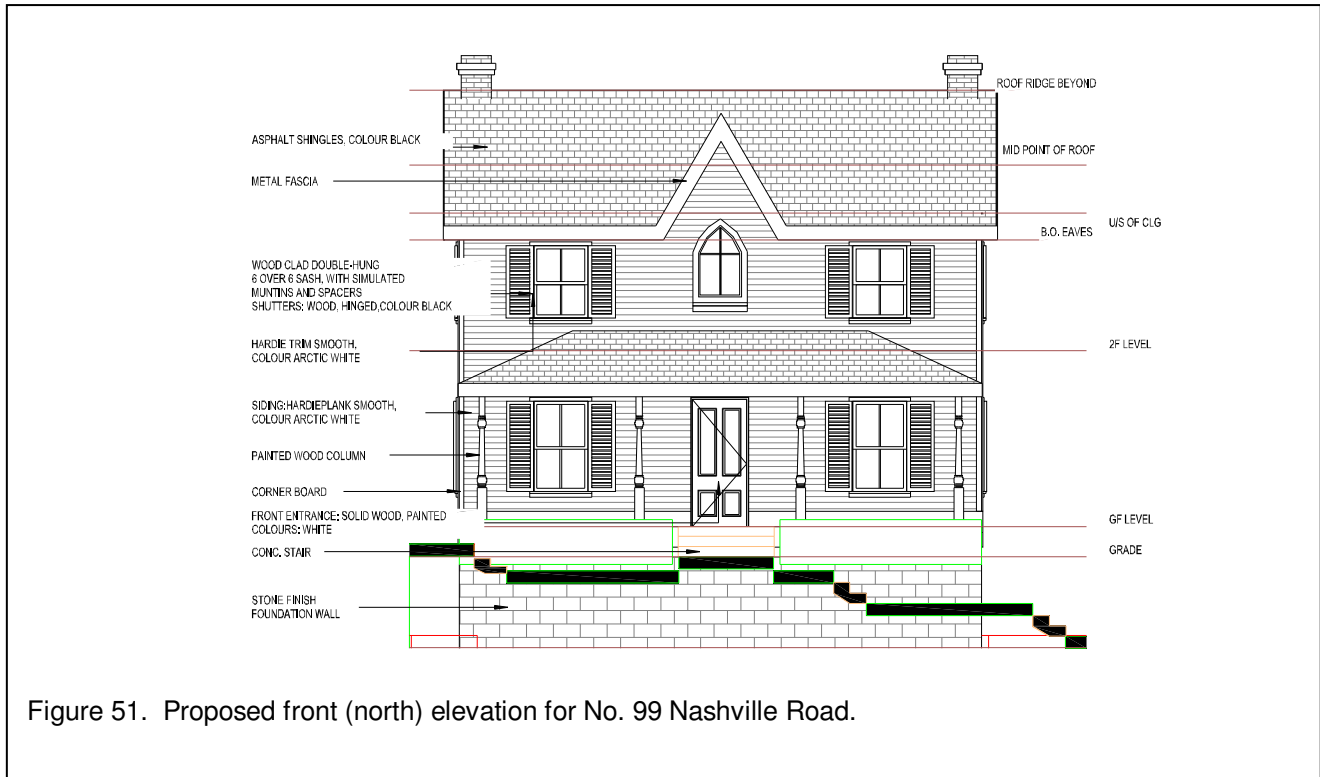 ROOF RIDGE BEYOND
ASPHALT SHINGLES, COLOUR BLACK
MID POINT OF ROOF
METAL FASCIA
U/S OF CLG
B.O. EAVES
WOOD CLAD DOUBLE-HUNG
6 OVER 6 SASH, WITH SIMULATED
MUNTINS AND SPACERS
SHUTTERS: WOOD, HINGED,COLOUR BLACK
HARDIE TRIM SMOOTH,
COLOUR ARCTIC WHITE
2F LEVEL
SIDING:HARDIEPLANK SMOOTH,
COLOUR ARCTIC WHITE
PAINTED WOOD COLUMN
CORNER BOARD
FRONT ENTRANCE: SOLID WOOD, PAINTED
COLOURS: WHITE
GF LEVEL
CONC. STAIR
GRADE
STONE FINISH
FOUNDATION WALL
Figure 51. Proposed front (north) elevation for No. 99 Nashville Road.